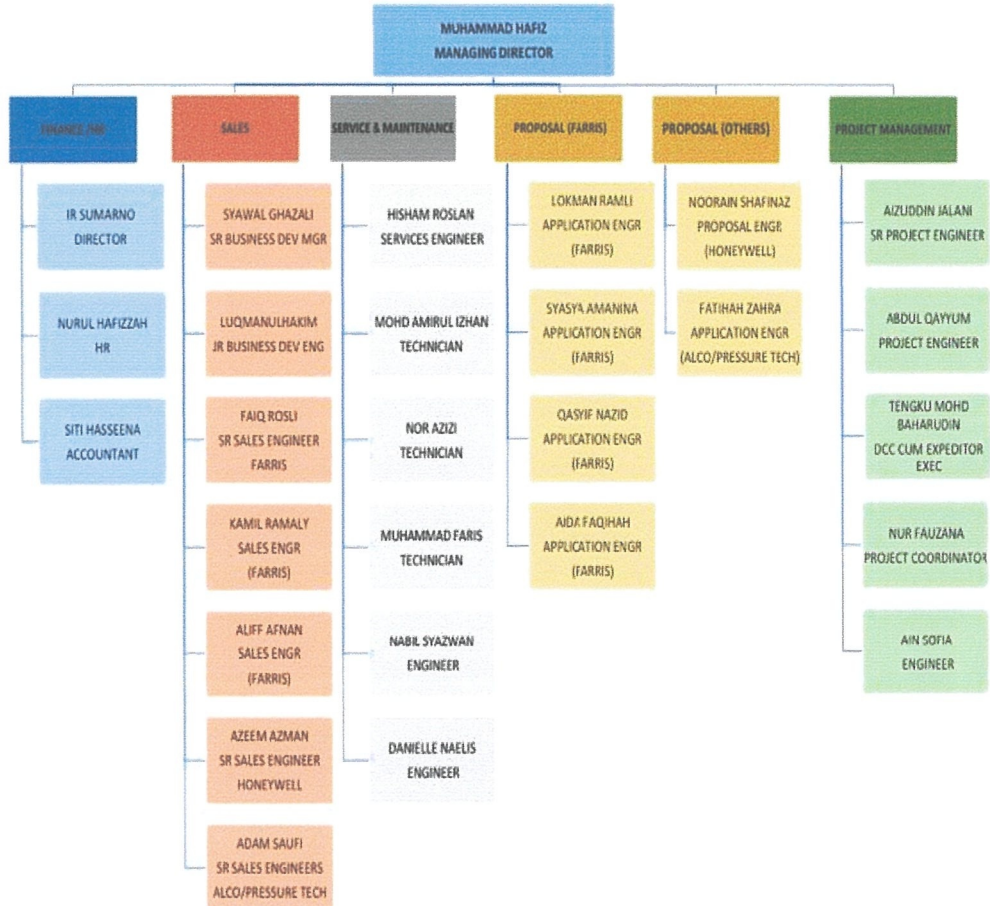 MUHAMMAD HAFIZ
MANAGING DIRECTOR
FINANCE /HR
SALES
SERVICE & MAINTENANCE
PROPOSAL (FARRIS)
PROPOSAL (OTHERS)
PROJECT MANAGEMENT
IR SUMARNO
DIRECTOR
NURUL HAFIZZAH
HR
SITI HASSEENA
ACCOUNTANT
SYAWAL GHAZALI
SR BUSINESS DEV MGR
LUQMANULHAKIM
JR BUSINESS DEV ENG
FAIQ ROSLI
SR SALES ENGINEER
FARRIS
KAMIL RAMALY
SALES ENGR
(FARRIS)
ALIFF AFNAN
SALES ENGR
(FARRIS)
AZEEM AZMAN
SR SALES ENGINEER
HONEYWELL
ADAM SAUFI
SR SALES ENGINEERS
ALCO/PRESSURE TECH
HISHAM ROSLAN
SERVICES ENGINEER
MOHD AMIRUL IZHAN
TECHNICIAN
NOR AZIZI
TECHNICIAN
MUHAMMAD FARIS
TECHNICIAN
NABIL SYAZWAN
ENGINEER
DANIELLE NAELIS
ENGINEER
LOKMAN RAMLI
APPLICATION ENGR
(FARRIS)
SYASYA AMANINA
APPLICATION ENGR
(FARRIS)
QASYIF NAZID
APPLICATION ENGR
(FARRIS)
AIDA FAQIHAH
APPLICATION ENGR
(FARRIS)
NOORAIN SHAFINAZ
PROPOSAL ENGR
(HONEYWELL)
FATIHAH ZAHRA
APPLICATION ENGR
(ALCO/PRESSURE TECH)
AIZUDDIN JALANI
SR PROJECT ENGINEER
ABDUL QAYYUM
PROJECT ENGINEER
TENGKU MOHD
BAHARUDIN
DCC CUM EXPEDITOR
EXEC
NUR FAUZANA
PROJECT COORDINATOR
AIN SOFIA
ENGINEER